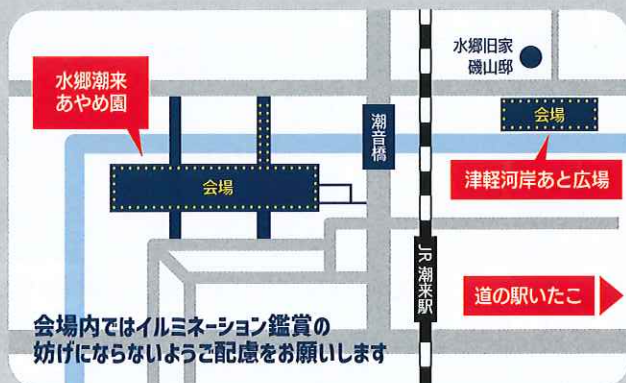 水郷旧家
磯山邸
水郷潮来
あやめ園
会場
潮音橋
会場
津軽河岸あと広場
JR潮来駅
道の駅いたこ
会場内ではイルミネーション鑑賞の
妨げにならないようご配慮をお願いします